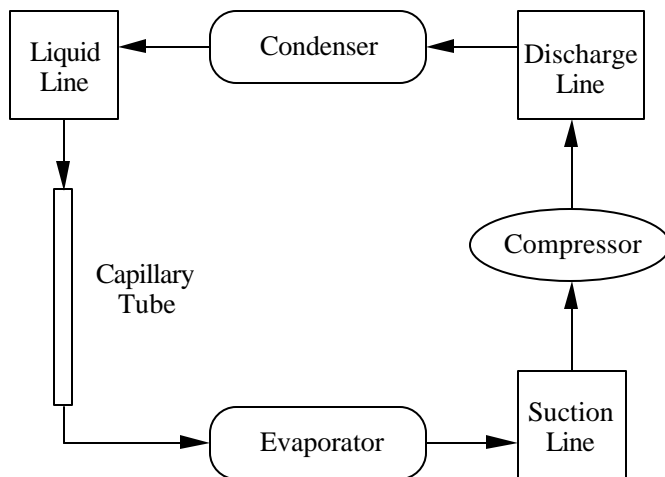 Liquid
Line
Condenser
Discharge
Line
Compressor
Capillary
Tube
Evaporator
Suction
Line